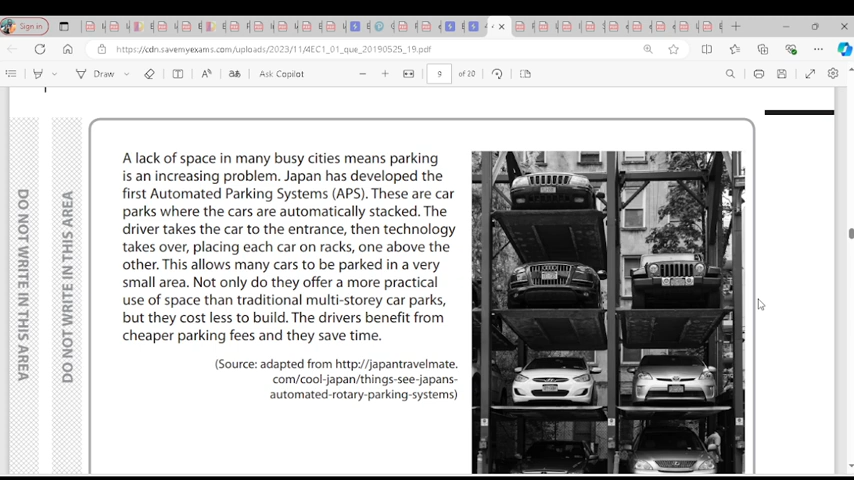 Sign in
https://cdn.savemyexams.com/uploads/2023/11/4EC1_01_que_20190525_19.pdf
Draw
Ask Copilot
9 of 20
DO NOT WRITE IN THIS AREA
DO NOT WRITE IN THIS AREA
A lack of space in many busy cities means parking
is an increasing problem. Japan has developed the
first Automated Parking Systems (APS). These are car
parks where the cars are automatically stacked. The
driver takes the car to the entrance, then technology
takes over, placing each car on racks, one above the
other. This allows many cars to be parked in a very
small area. Not only do they offer a more practical
use of space than traditional multi-storey car parks,
but they cost less to build. The drivers benefit from
cheaper parking fees and they save time.
(Source: adapted from http://japantravelmate.
com/cool-japan/things-see-japans-
automated-rotary-parking-systems)